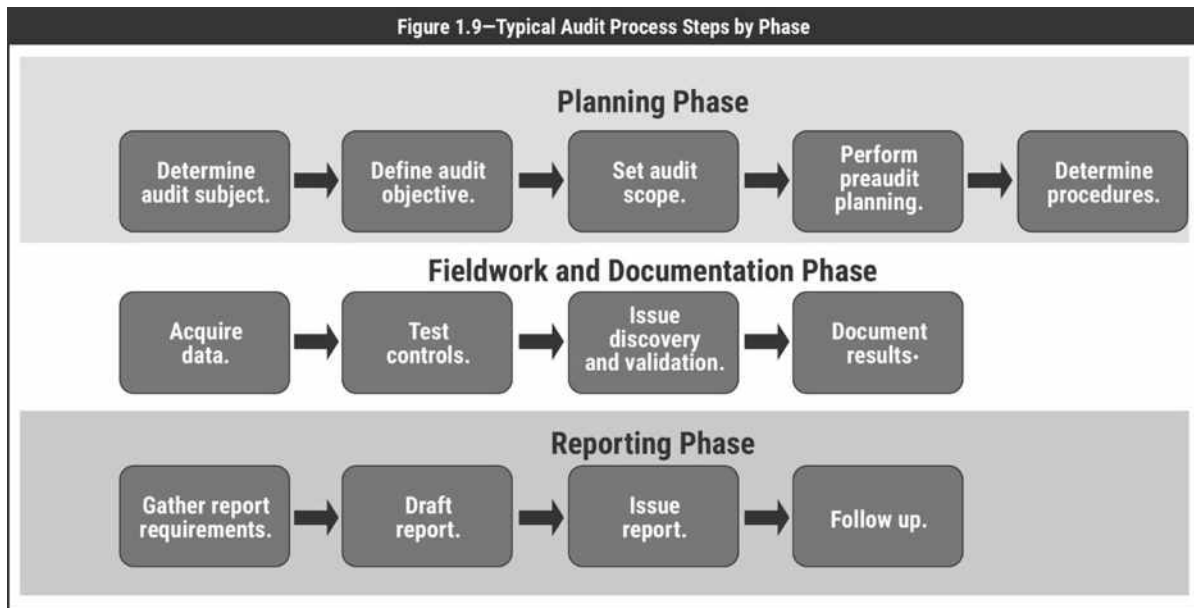 Figure 1.9—Typical Audit Process Steps by Phase
Planning Phase
Determine
audit subject.
Define audit
objective.
Set audit
scope.
Perform
preaudit
planning.
Determine
procedures.
Fieldwork and Documentation Phase
Acquire
data.
Test
controls.
Issue
discovery
and validation.
Document
results.
Reporting Phase
Gather report
requirements.
Draft
report.
Issue
report.
Follow up.